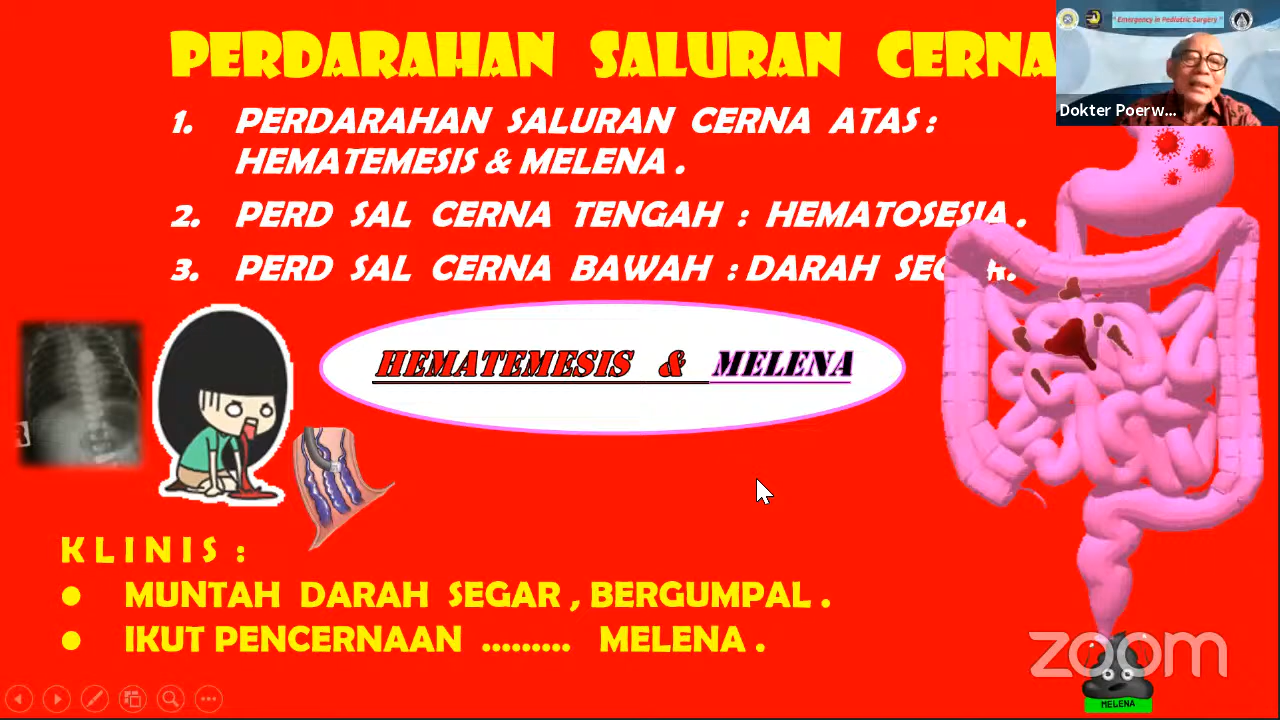 " Emergency in Pediatric Surgery "
Dokter Poerw...
PERDARAHAN SALURAN CERNA
1. PERDARAHAN SALURAN CERNA ATAS :
HEMATEMESIS & MELENA .
2. PERD SAL CERNA TENGAH : HEMATOSESIA .
3. PERD SAL CERNA BAWAH : DARAH SEGAR.
HEMATEMESIS & MELENA
KLINIS :
● MUNTAH DARAH SEGAR , BERGUMPAL .
● IKUT PENCERNAAN ......... MELENA .
zoom
MELENA